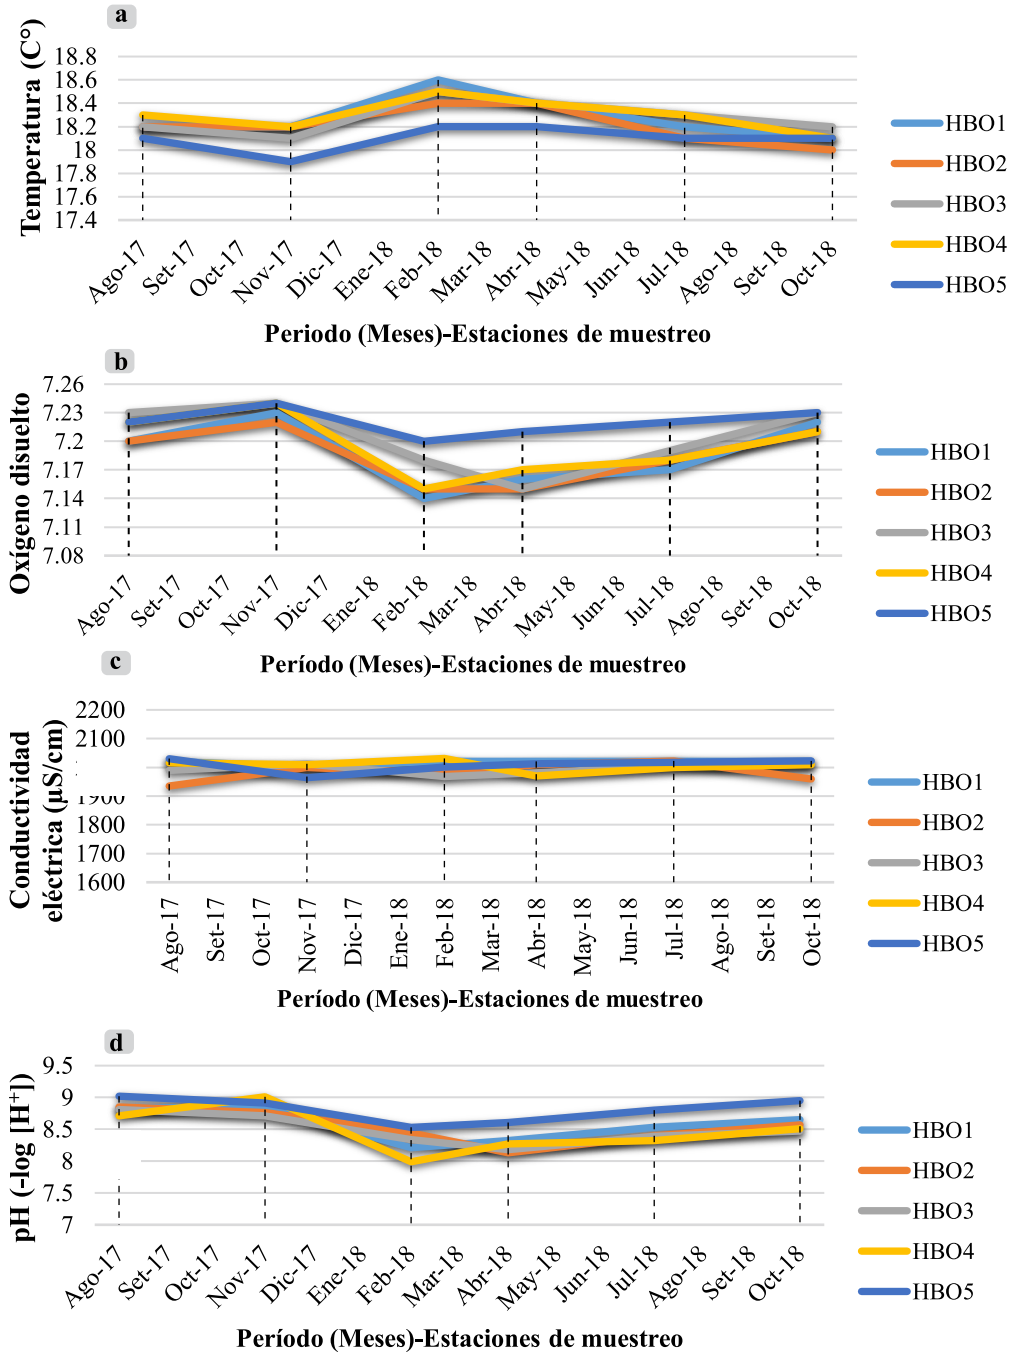 a
Temperatura (C°)
18.8
18.6
18.4
18.2
18
17.8
17.6
17.4
Ago-17
Set-17
Oct-17
Nov-17
Dic-17
Ene-18
Feb-18
Mar-18
Abr-18
May-18
Jun-18
Jul-18
Ago-18
Set-18
Oct-18
Periodo (Meses)-Estaciones de muestreo
HBO1
HBO2
HBO3
HBO4
HBO5
b
Oxígeno disuelto
7.26
7.23
7.2
7.17
7.14
7.11
7.08
Ago-17
Set-17
Oct-17
Nov-17
Dic-17
Ene-18
Feb-18
Mar-18
Abr-18
May-18
Jun-18
Jul-18
Ago-18
Set-18
Oct-18
Período (Meses)-Estaciones de muestreo
HBO1
HBO2
HBO3
HBO4
HBO5
c
Conductividad
eléctrica (µS/cm)
2200
2100
1900
1800
1700
1600
Ago-17
Set-17
Oct-17
Nov-17
Dic-17
Ene-18
Feb-18
Mar-18
Abr-18
May-18
Jun-18
Jul-18
Ago-18
Set-18
Oct-18
Período (Meses)-Estaciones de muestreo
HBO1
HBO2
HBO3
HBO4
HBO5
d
pH (-log [H⁺])
9.5
9
8.5
8
7.5
7
Ago-17
Set-17
Oct-17
Nov-17
Dic-17
Ene-18
Feb-18
Mar-18
Abr-18
May-18
Jun-18
Jul-18
Ago-18
Set-18
Oct-18
Período (Meses)-Estaciones de muestreo
HBO1
HBO2
HBO3
HBO4
HBO5